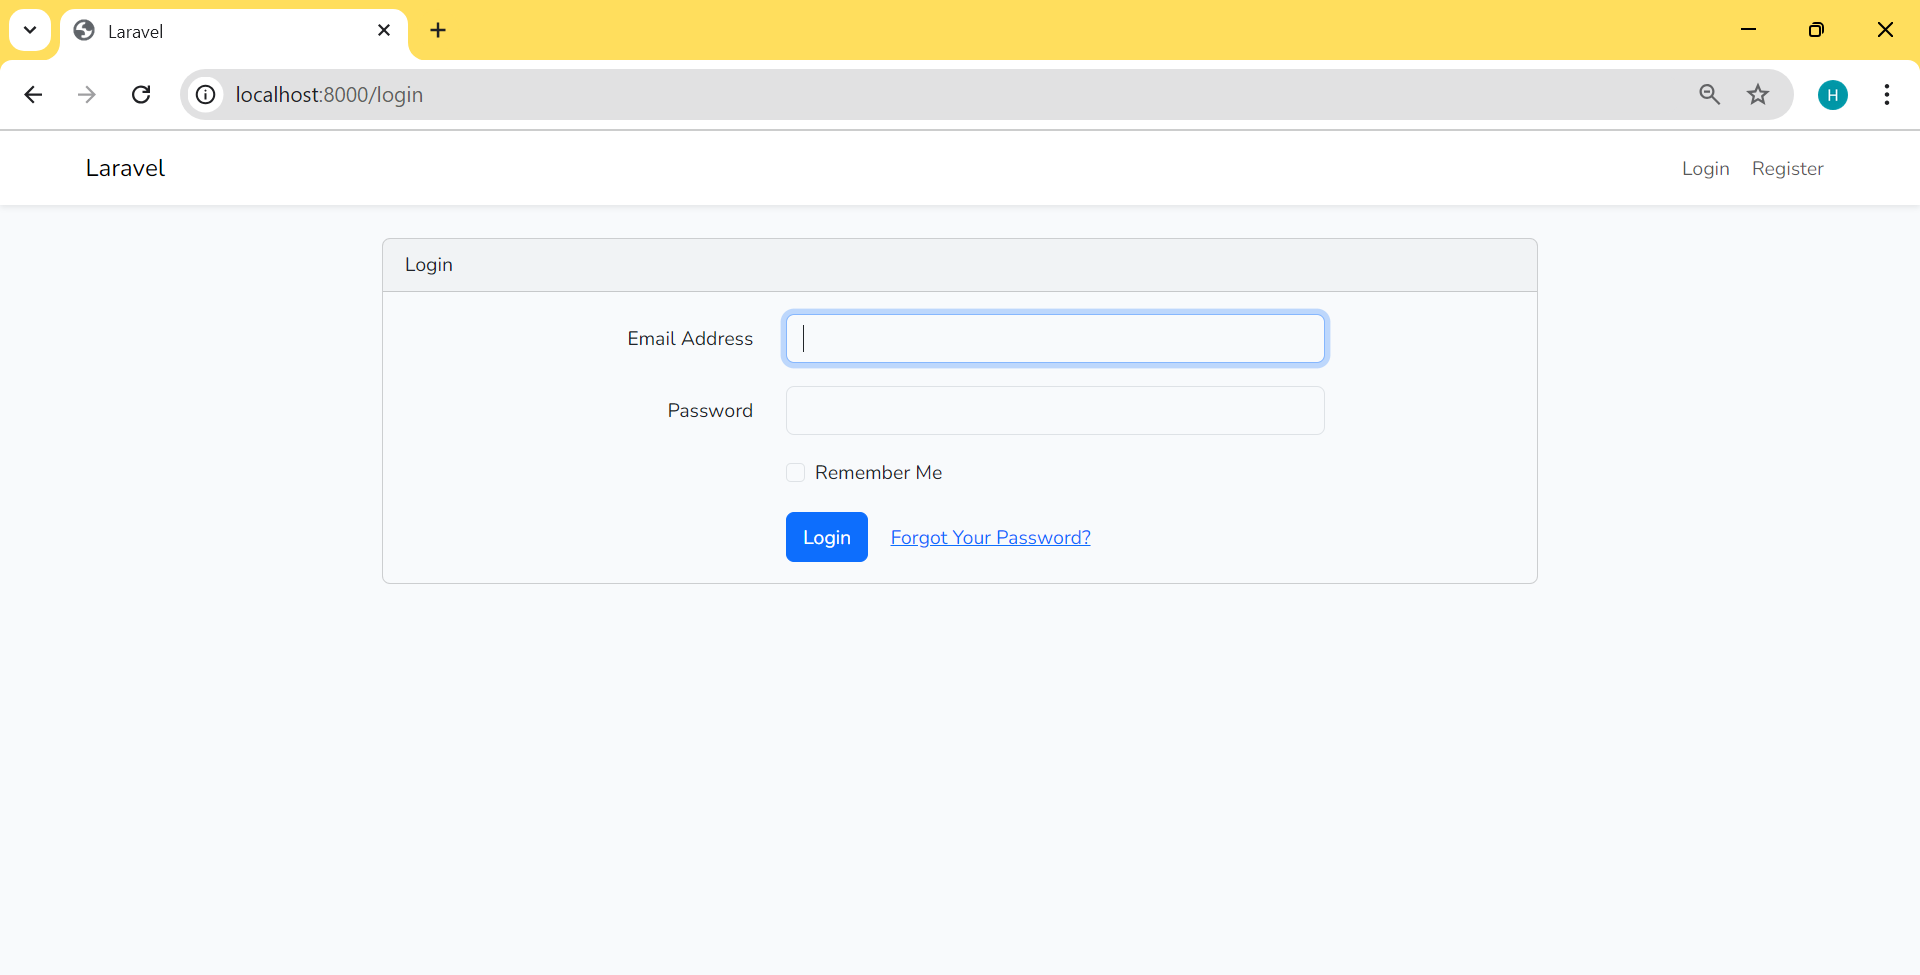 Laravel
localhost:8000/login
H
Laravel
Login Register
Login
Email Address
Password
Remember Me
Login Forgot Your Password?